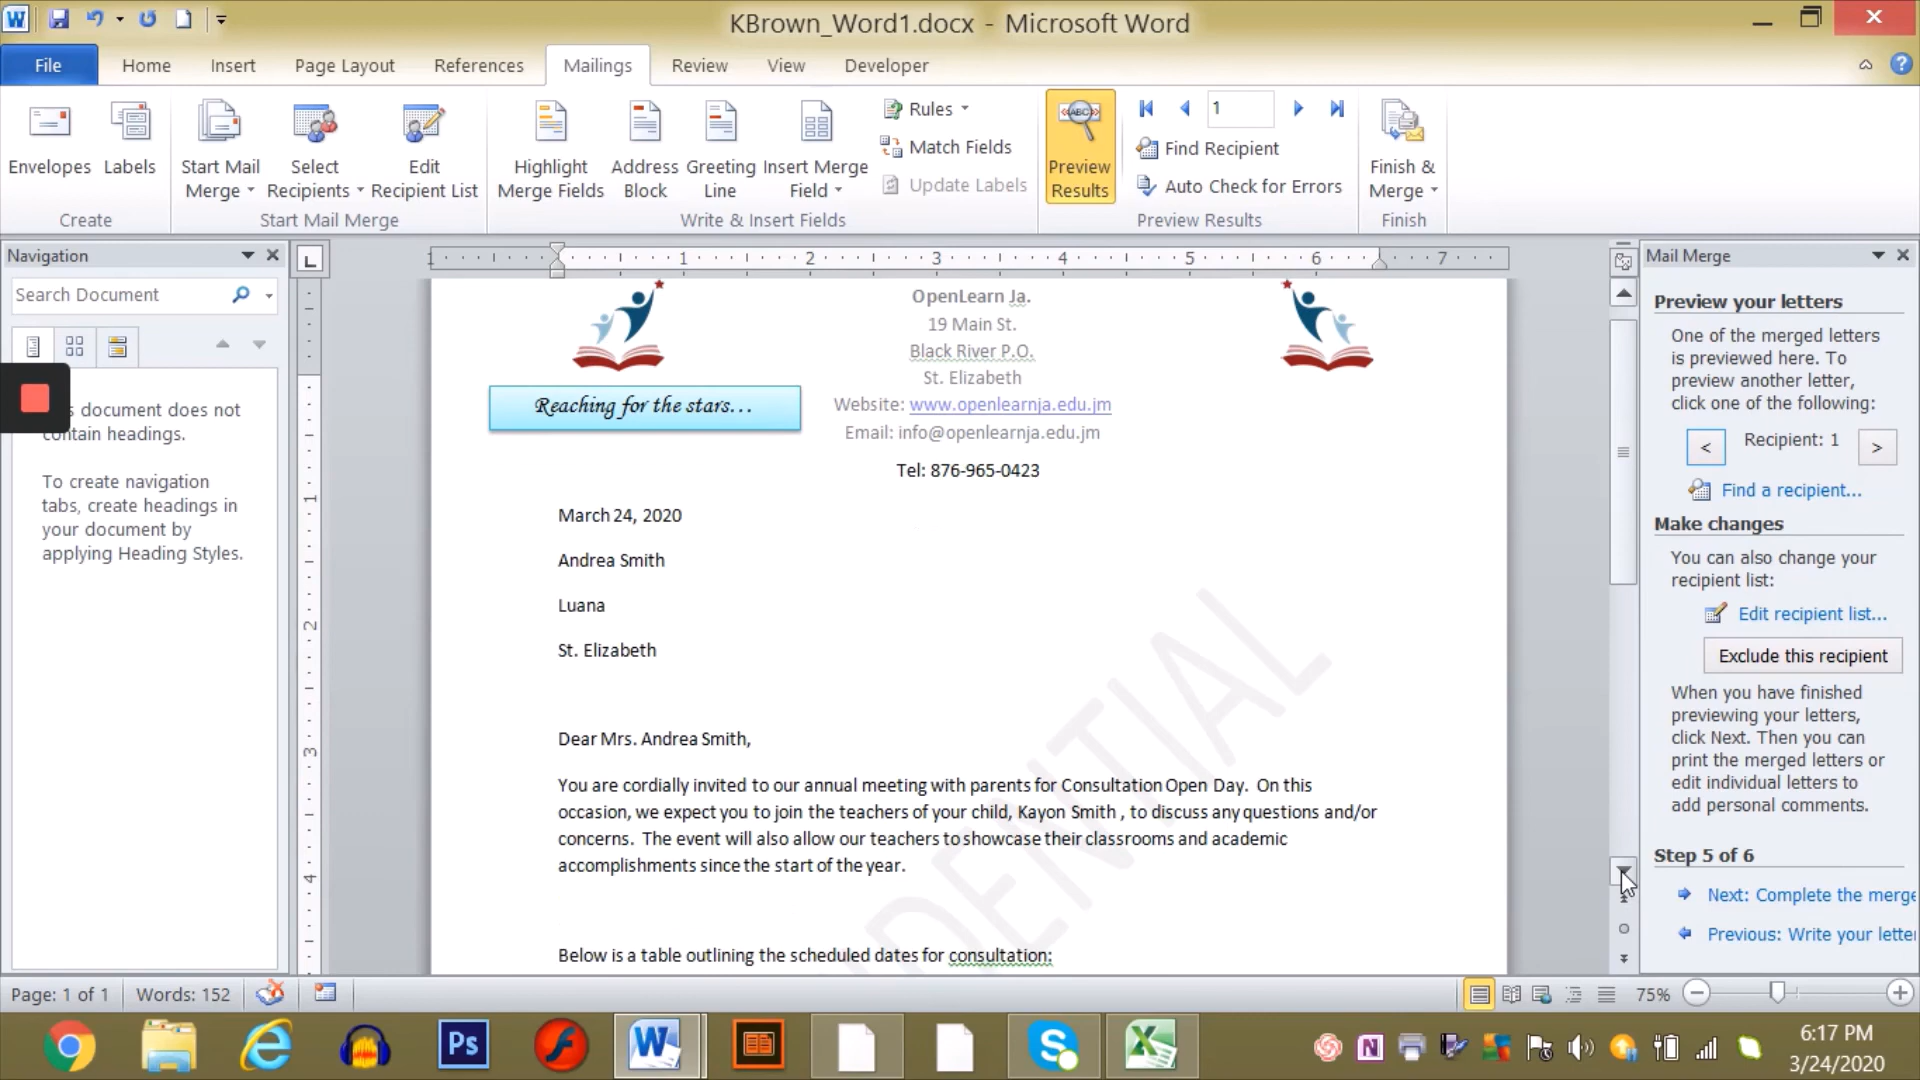 KBrown_Word1.docx - Microsoft Word
File Home Insert Page Layout References Mailings Review View Developer
Envelopes
Labels
Start Mail Merge
Select Recipients
Edit Recipient List
Highlight Merge Fields
Address Block
Greeting Line
Insert Merge Field
Rules
Match Fields
Update Labels
Preview Results
1
Find Recipient
Auto Check for Errors
Finish & Merge
Create
Start Mail Merge
Write & Insert Fields
Preview Results
Finish
Navigation
Search Document
document does not
contain headings.
To create navigation
tabs, create headings in
your document by
applying Heading Styles.
1 1 2 3 4 5 6 7
1
2
3
4
OpenLearn Ja.
19 Main St.
Black River P.O.
St. Elizabeth
Website: www.openlearnja.edu.jm
Email: info@openlearnja.edu.jm
Reaching for the stars...
Tel: 876-965-0423
March 24, 2020
Andrea Smith
Luana
St. Elizabeth
Dear Mrs. Andrea Smith,
You are cordially invited to our annual meeting with parents for Consultation Open Day. On this
occasion, we expect you to join the teachers of your child, Kayon Smith , to discuss any questions and/or
concerns. The event will also allow our teachers to showcase their classrooms and academic
accomplishments since the start of the year.
Below is a table outlining the scheduled dates for consultation:
DENTIAL
Mail Merge
Preview your letters
One of the merged letters
is previewed here. To
preview another letter,
click one of the following:
< Recipient: 1 >
Find a recipient...
Make changes
You can also change your
recipient list:
Edit recipient list...
Exclude this recipient
When you have finished
previewing your letters,
click Next. Then you can
print the merged letters or
edit individual letters to
add personal comments.
Step 5 of 6
Next: Complete the merge
Previous: Write your letter
Page: 1 of 1 Words: 152 75%
Ps
6:17 PM
3/24/2020